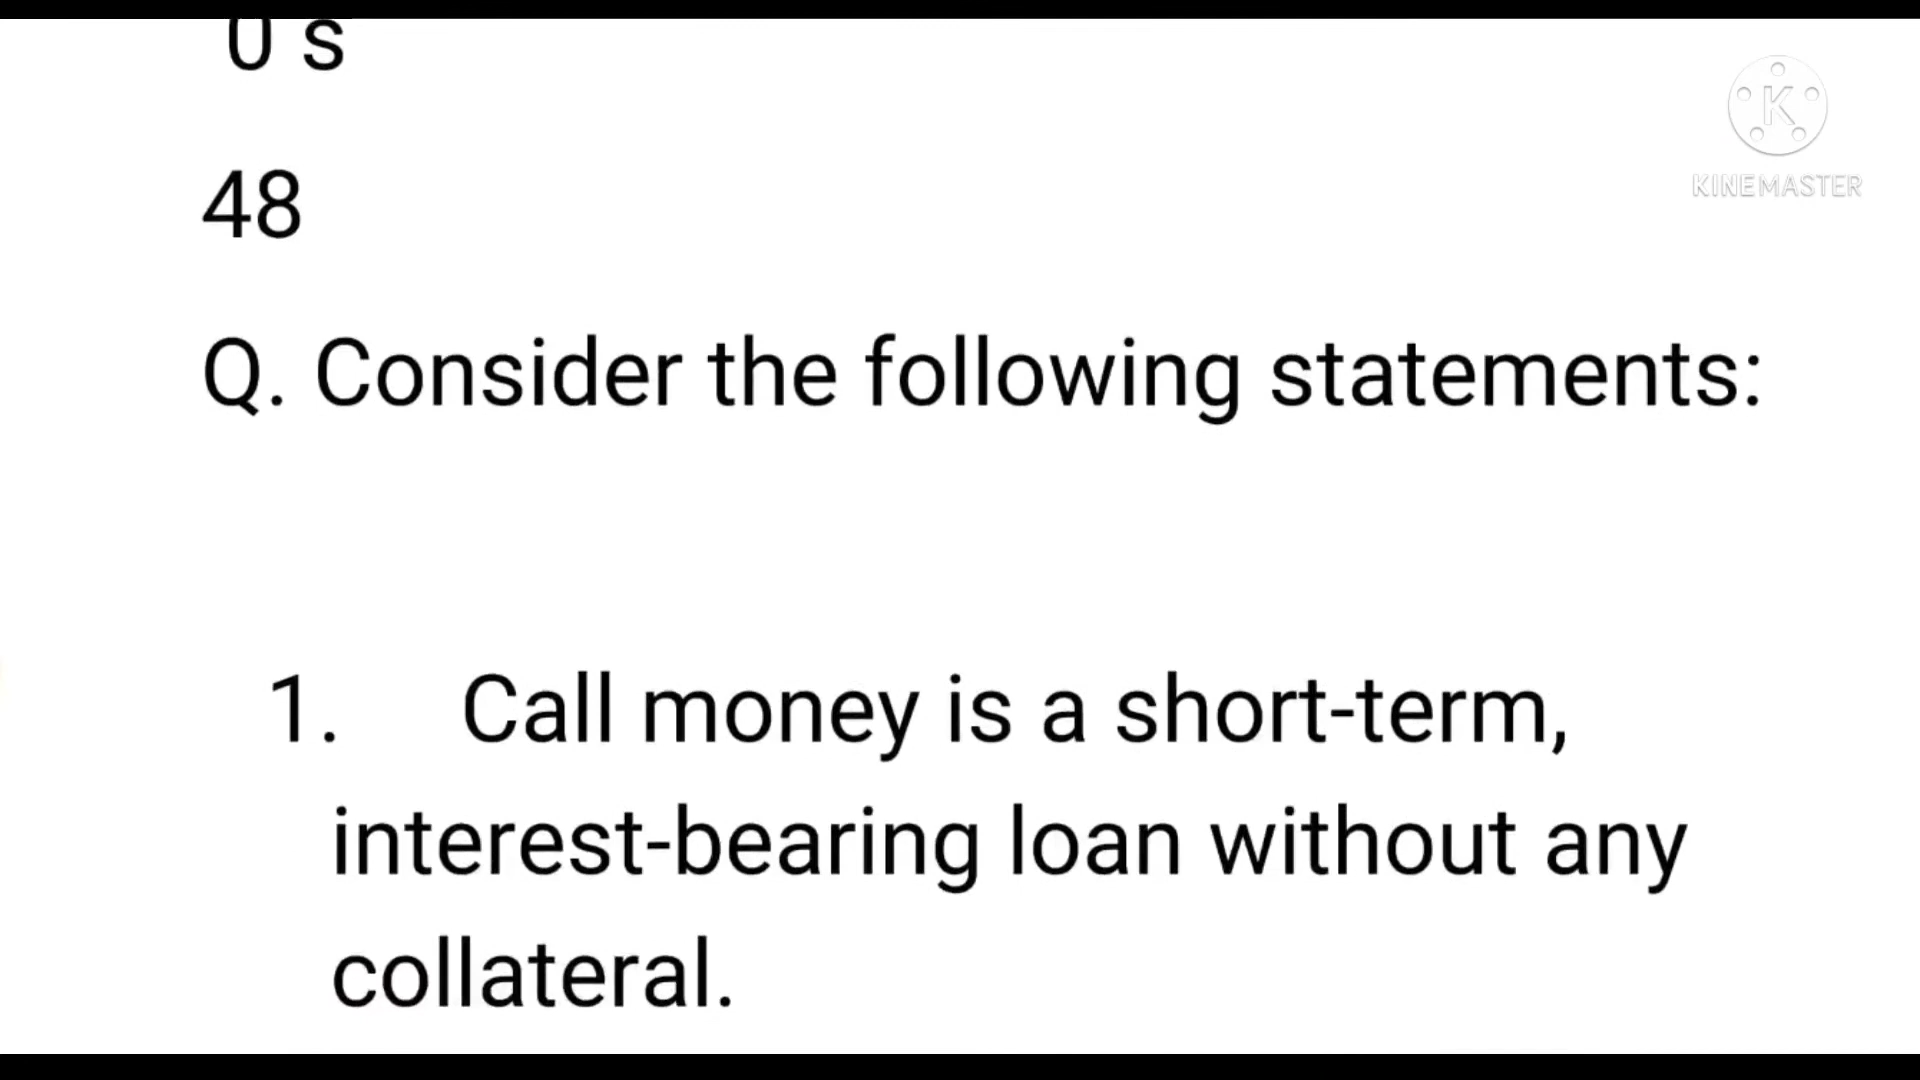 0 s
K
KINEMASTER
48
Q. Consider the following statements:
1. Call money is a short-term,
interest-bearing loan without any
collateral.